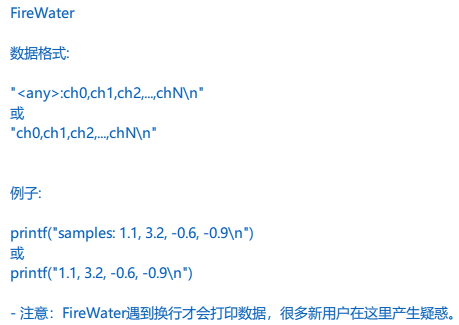 FireWater
数据格式:
"<any>:ch0,ch1,ch2,...,chN\n"
或
"ch0,ch1,ch2,...,chN\n"
例子:
printf("samples: 1.1, 3.2, -0.6, -0.9\n")
或
printf("1.1, 3.2, -0.6, -0.9\n")
- 注意：FireWater遇到换行才会打印数据，很多新用户在这里产生疑惑。